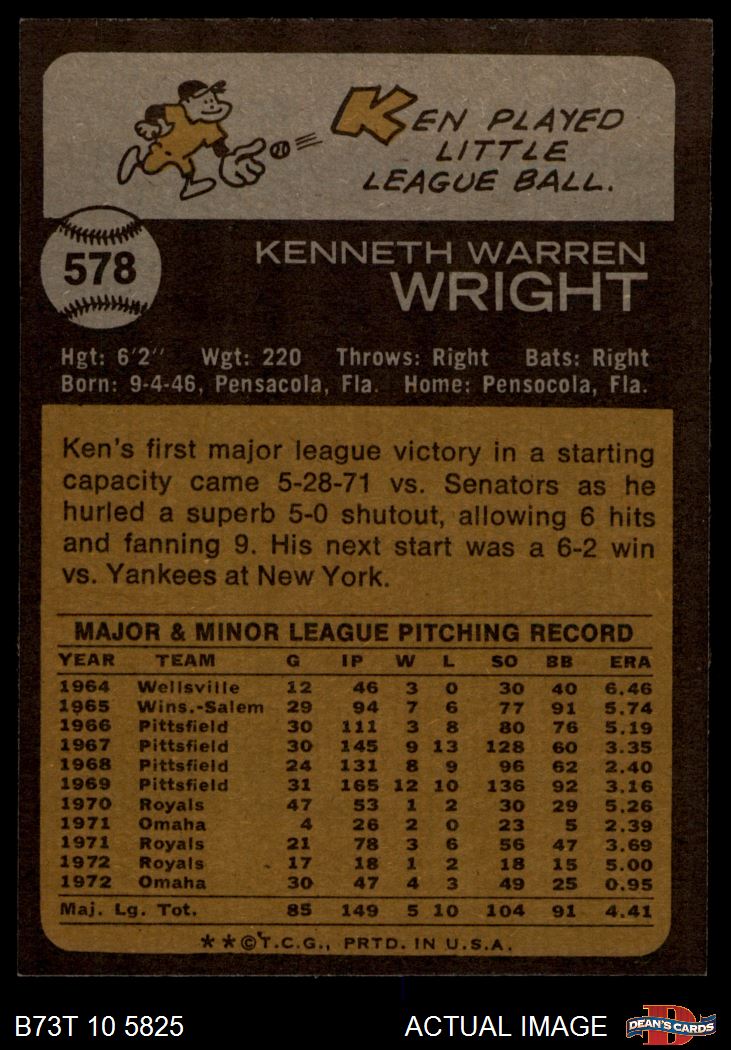 KEN PLAYED
LITTLE
LEAGUE BALL.
578
KENNETH WARREN
WRIGHT
Hgt: 6'2" Wgt: 220 Throws: Right Bats: Right
Born: 9-4-46, Pensacola, Fla. Home: Pensocola, Fla.
Ken's first major league victory in a starting
capacity came 5-28-71 vs. Senators as he
hurled a superb 5-0 shutout, allowing 6 hits
and fanning 9. His next start was a 6-2 win
vs. Yankees at New York.
MAJOR & MINOR LEAGUE PITCHING RECORD
YEAR TEAM G IP W L SO BB ERA
1964 Wellsville 12 46 3 0 30 40 6.46
1965 Wins.-Salem 29 94 7 6 77 91 5.74
1966 Pittsfield 30 111 3 8 80 76 5.19
1967 Pittsfield 30 145 9 13 128 60 3.35
1968 Pittsfield 24 131 8 9 96 62 2.40
1969 Pittsfield 31 165 12 10 136 92 3.16
1970 Royals 47 53 1 2 30 29 5.26
1971 Omaha 4 26 2 0 23 5 2.39
1971 Royals 21 78 3 6 56 47 3.69
1972 Royals 17 18 1 2 18 15 5.00
1972 Omaha 30 47 4 3 49 25 0.95
Maj. Lg. Tot. 85 149 5 10 104 91 4.41
**©T.C.G., PRTD. IN U.S.A.
B73T 10 5825 ACTUAL IMAGE D DEAN'S CARDS